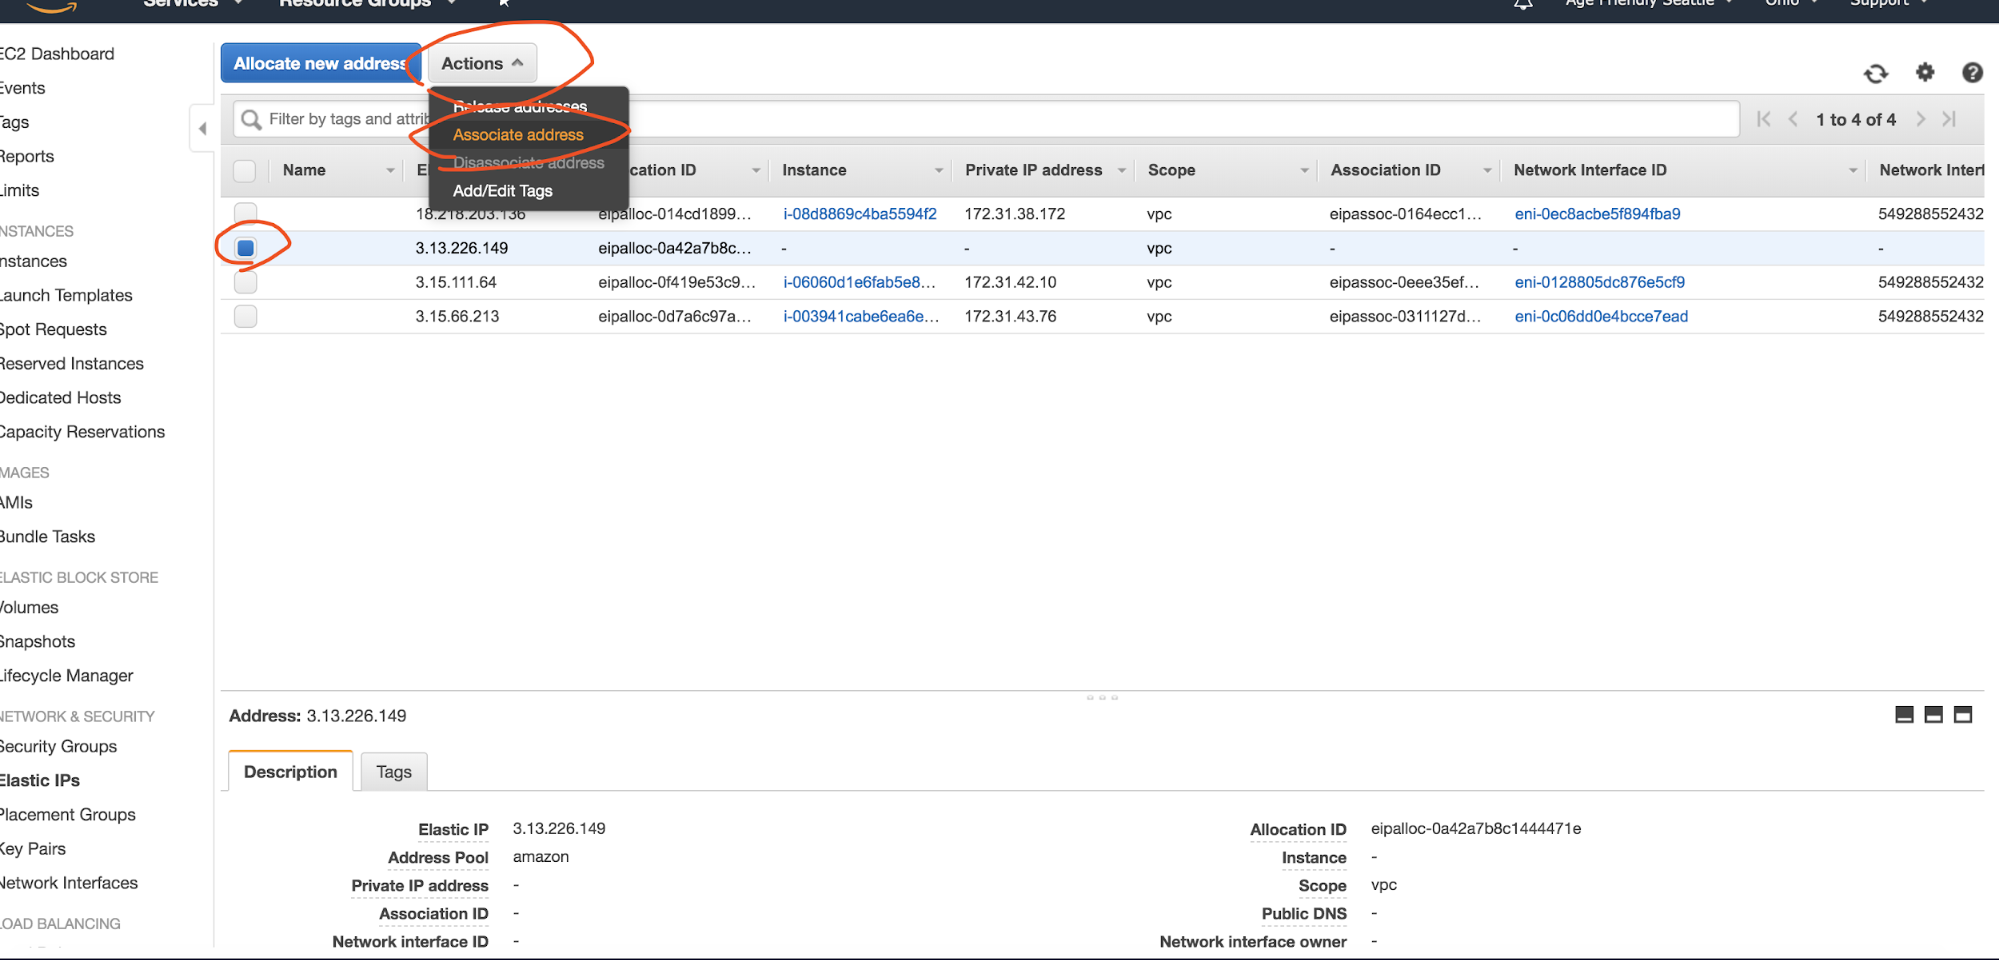 Services Resource Groups Age Friendly Seattle Ohio Support
EC2 Dashboard
Events
Tags
Reports
Limits
INSTANCES
Instances
Launch Templates
Spot Requests
Reserved Instances
Dedicated Hosts
Capacity Reservations
IMAGES
AMIs
Bundle Tasks
ELASTIC BLOCK STORE
Volumes
Snapshots
Lifecycle Manager
NETWORK & SECURITY
Security Groups
Elastic IPs
Placement Groups
Key Pairs
Network Interfaces
LOAD BALANCING
Allocate new address Actions
Release addresses
Associate address
Disassociate address
Add/Edit Tags
Filter by tags and attrib 1 to 4 of 4
Name E cation ID Instance Private IP address Scope Association ID Network Interface ID Network Interf
18.218.203.136 eipalloc-014cd1899... i-08d8869c4ba5594f2 172.31.38.172 vpc eipassoc-0164ecc1... eni-0ec8acbe5f894fba9 549288552432
3.13.226.149 eipalloc-0a42a7b8c... - - vpc - - -
3.15.111.64 eipalloc-0f419e53c9... i-06060d1e6fab5e8... 172.31.42.10 vpc eipassoc-0eee35ef... eni-0128805dc876e5cf9 549288552432
3.15.66.213 eipalloc-0d7a6c97a... i-003941cabe6ea6e... 172.31.43.76 vpc eipassoc-0311127d... eni-0c06dd0e4bcce7ead 549288552432
Address: 3.13.226.149
Description Tags
Elastic IP 3.13.226.149 Allocation ID eipalloc-0a42a7b8c1444471e
Address Pool amazon Instance -
Private IP address - Scope vpc
Association ID - Public DNS -
Network interface ID - Network interface owner -